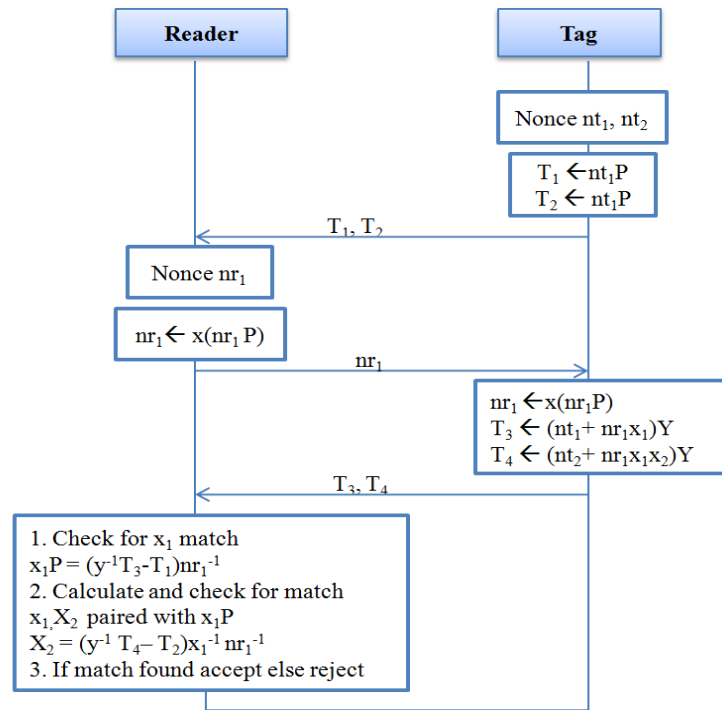 Reader
Tag
Nonce nt₁, nt₂
T₁ ← nt₁P
T₂ ← nt₁P
T₁, T₂
Nonce nr₁
nr₁ ← x(nr₁ P)
nr₁
nr₁ ← x(nr₁P)
T₃ ← (nt₁+ nr₁x₁)Y
T₄ ← (nt₂+ nr₁x₁x₂)Y
T₃, T₄
1. Check for x₁ match
x₁P = (y⁻¹T₃-T₁)nr₁⁻¹
2. Calculate and check for match
x₁,X₂ paired with x₁P
X₂ = (y⁻¹ T₄– T₂)x₁⁻¹ nr₁⁻¹
3. If match found accept else reject